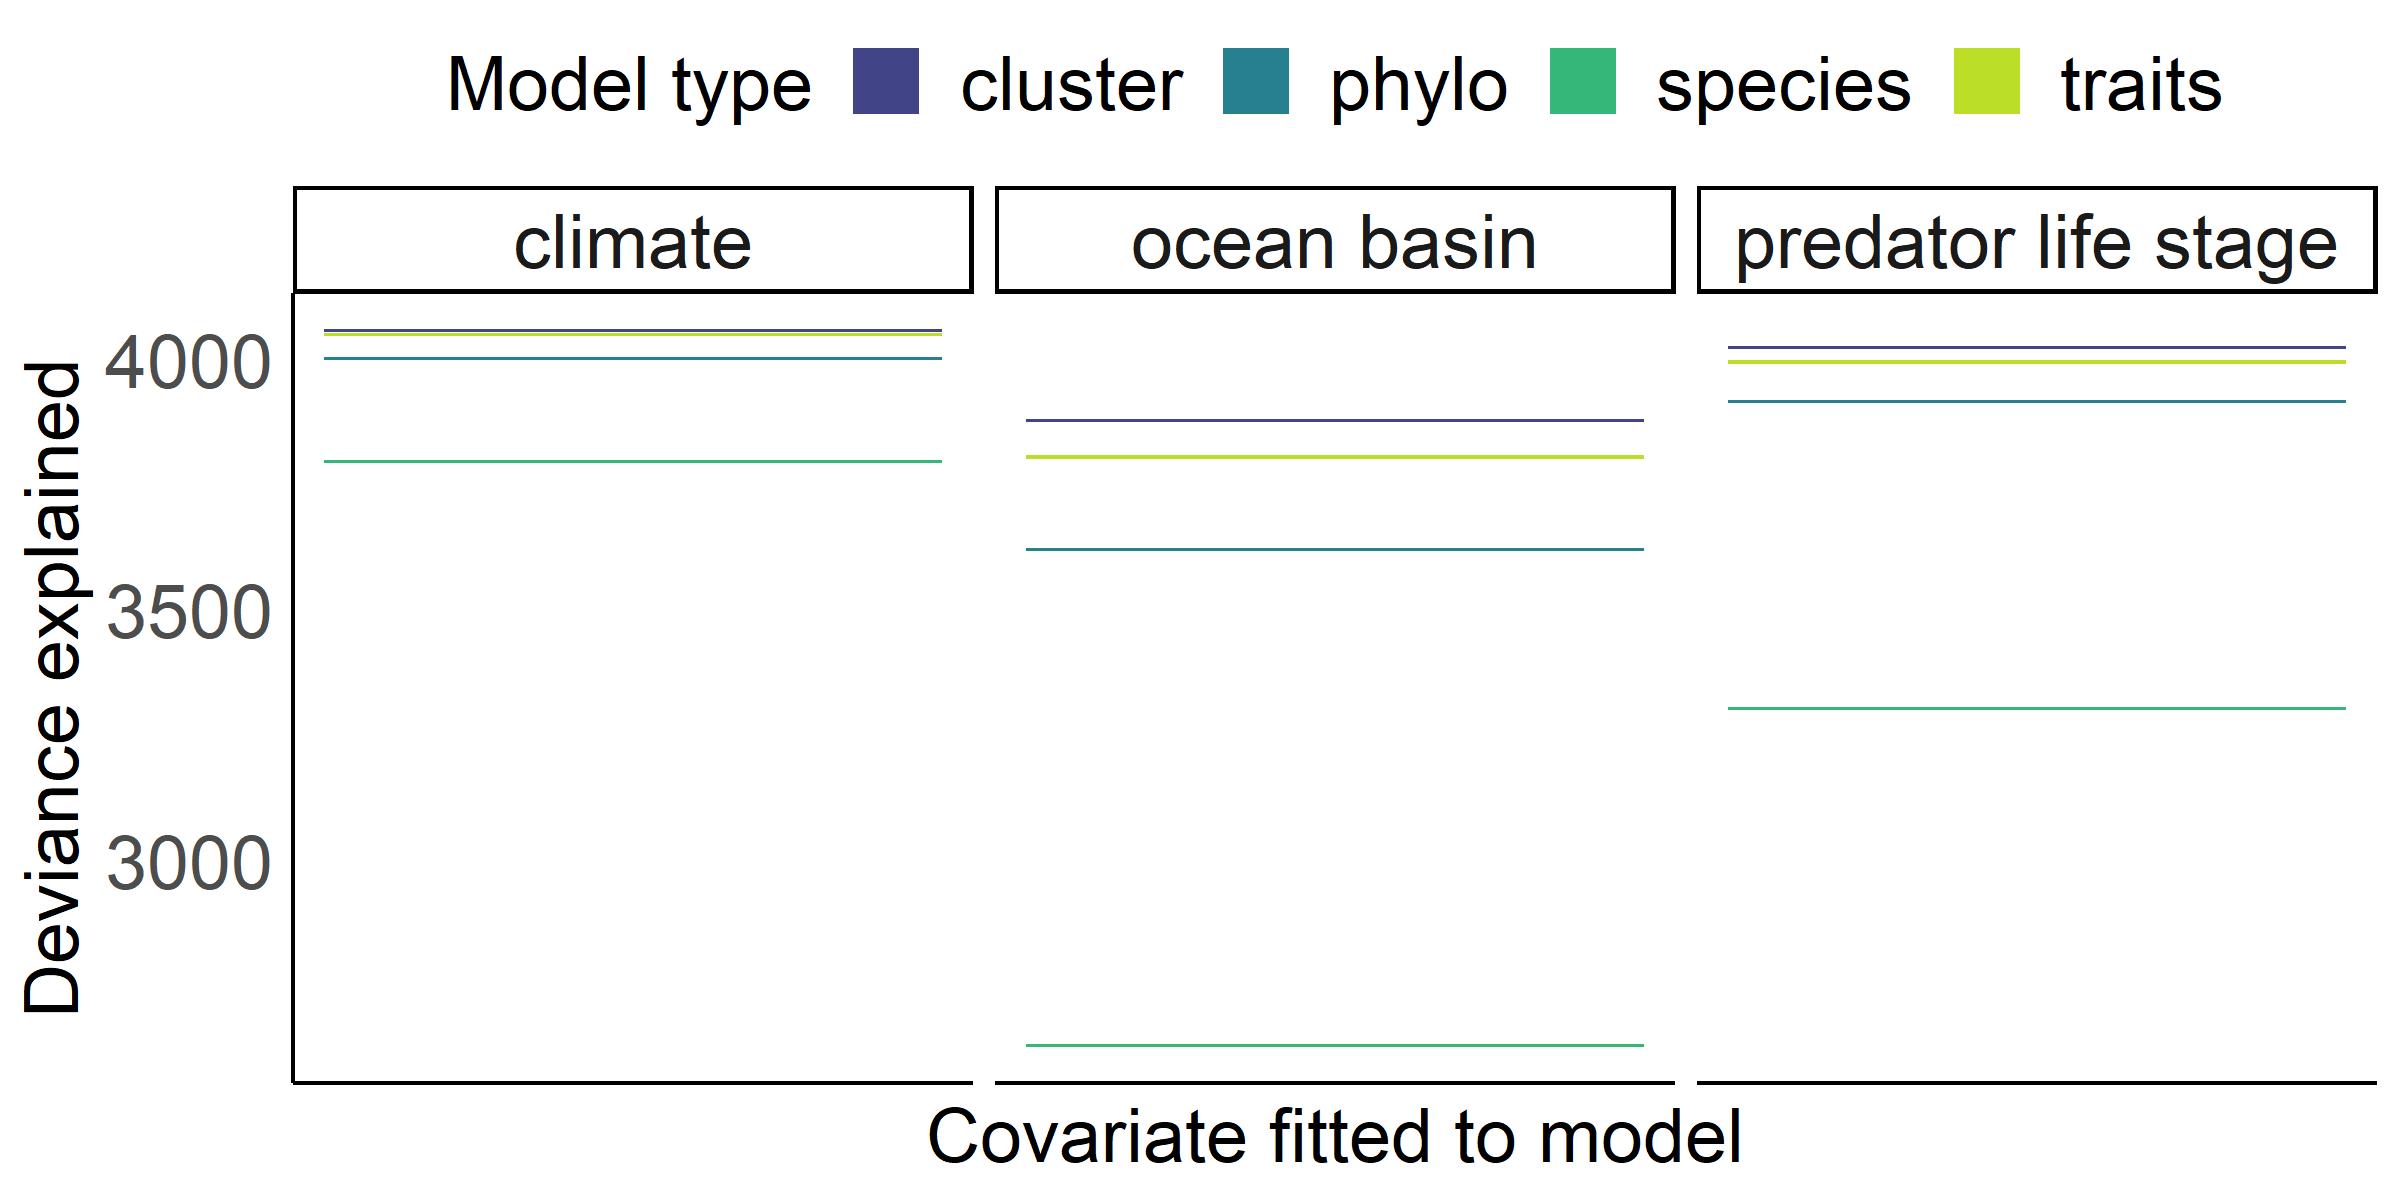 Model type cluster phylo species traits
climate ocean basin predator life stage
Deviance explained
4000
3500
3000
Covariate fitted to model